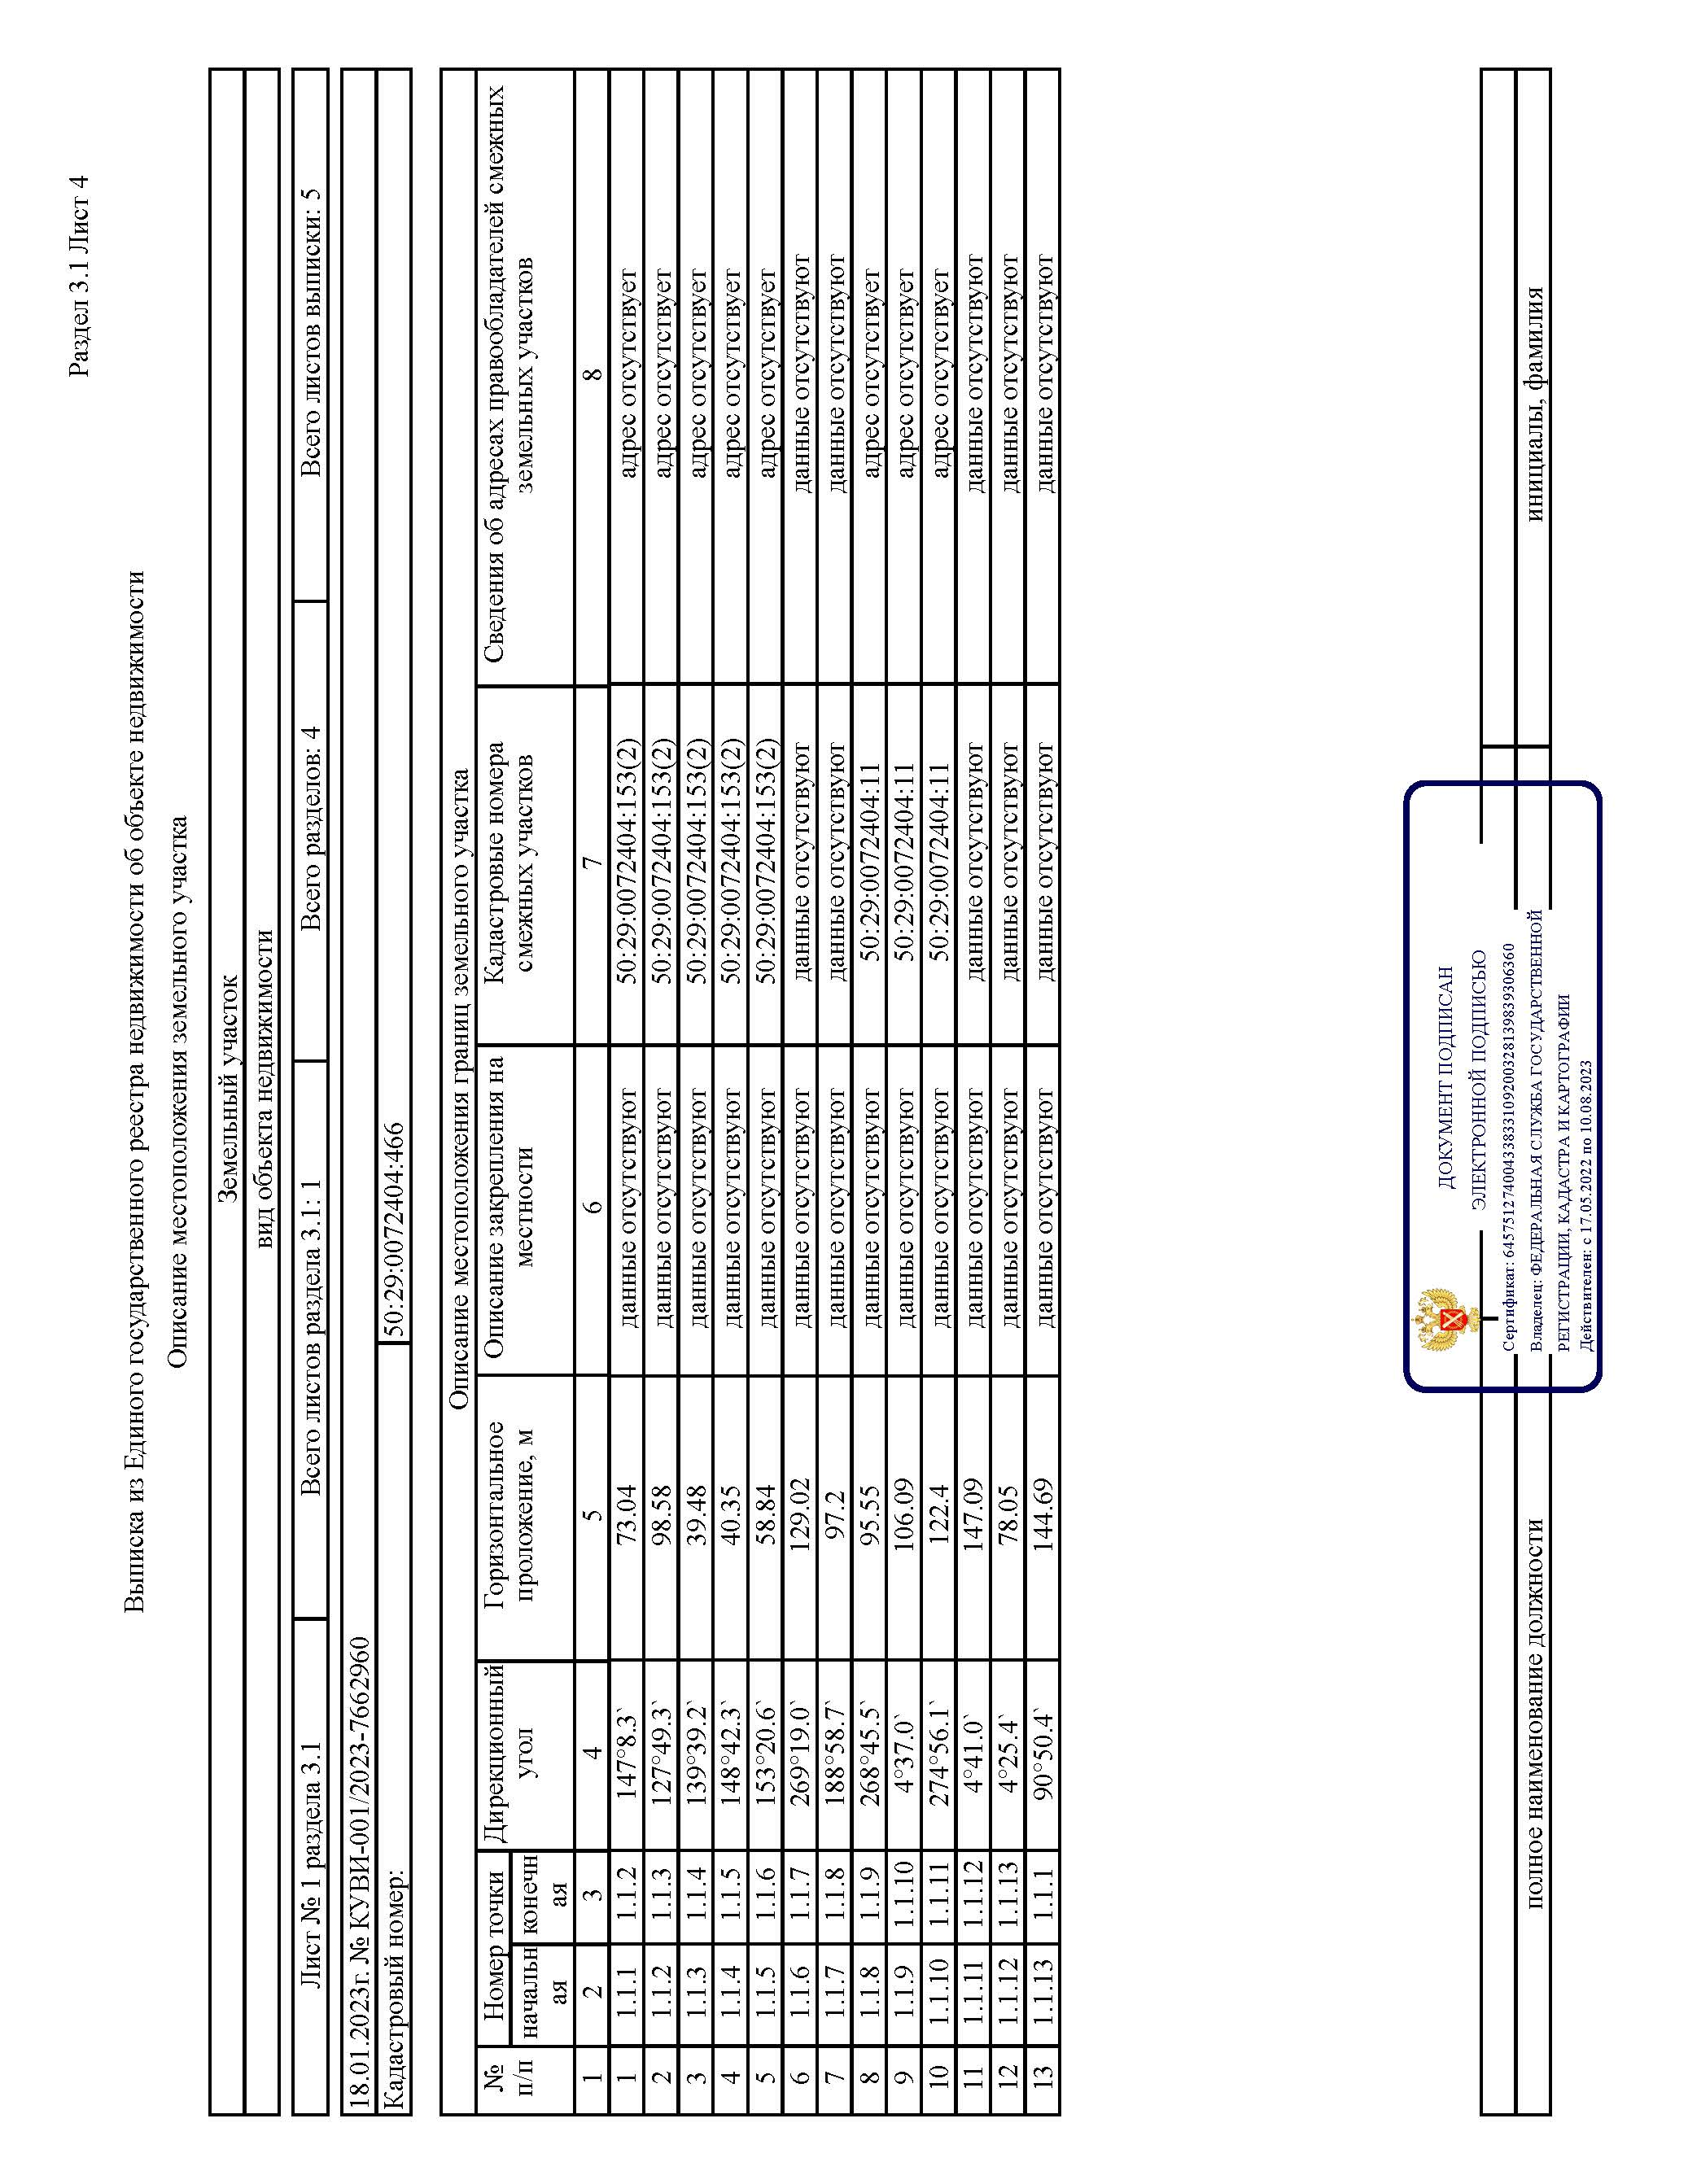 Раздел 3.1 Лист 4
Выписка из Единого государственного реестра недвижимости об объекте недвижимости
Описание местоположения земельного участка
Земельный участок
вид объекта недвижимости
Лист № 1 раздела 3.1 Всего листов раздела 3.1: 1 Всего разделов: 4 Всего листов выписки: 5
18.01.2023г. № КУВИ-001/2023-7662960
Кадастровый номер: 50:29:0072404:466
Описание местоположения границ земельного участка
№ п/п Номер точки Дирекционный угол Горизонтальное проложение, м Описание закрепления на местности Кадастровые номера смежных участков Сведения об адресах правообладателей смежных земельных участков
начальная конечная
1 2 3 4 5 6 7 8
1 1.1.1 1.1.2 147°8.3` 73.04 данные отсутствуют 50:29:0072404:153(2) адрес отсутствует
2 1.1.2 1.1.3 127°49.3` 98.58 данные отсутствуют 50:29:0072404:153(2) адрес отсутствует
3 1.1.3 1.1.4 139°39.2` 39.48 данные отсутствуют 50:29:0072404:153(2) адрес отсутствует
4 1.1.4 1.1.5 148°42.3` 40.35 данные отсутствуют 50:29:0072404:153(2) адрес отсутствует
5 1.1.5 1.1.6 153°20.6` 58.84 данные отсутствуют 50:29:0072404:153(2) адрес отсутствует
6 1.1.6 1.1.7 269°19.0` 129.02 данные отсутствуют данные отсутствуют данные отсутствуют
7 1.1.7 1.1.8 188°58.7` 97.2 данные отсутствуют данные отсутствуют данные отсутствуют
8 1.1.8 1.1.9 268°45.5` 95.55 данные отсутствуют 50:29:0072404:11 адрес отсутствует
9 1.1.9 1.1.10 4°37.0` 106.09 данные отсутствуют 50:29:0072404:11 адрес отсутствует
10 1.1.10 1.1.11 274°56.1` 122.4 данные отсутствуют 50:29:0072404:11 адрес отсутствует
11 1.1.11 1.1.12 4°41.0` 147.09 данные отсутствуют данные отсутствуют данные отсутствуют
12 1.1.12 1.1.13 4°25.4` 78.05 данные отсутствуют данные отсутствуют данные отсутствуют
13 1.1.13 1.1.1 90°50.4` 144.69 данные отсутствуют данные отсутствуют данные отсутствуют
ДОКУМЕНТ ПОДПИСАН
ЭЛЕКТРОННОЙ ПОДПИСЬЮ
Сертификат: 645751274004338331092003281398393063​60
Владелец: ФЕДЕРАЛЬНАЯ СЛУЖБА ГОСУДАРСТВЕННОЙ
РЕГИСТРАЦИИ, КАДАСТРА И КАРТОГРАФИИ
Действителен: с 17.05.2022 по 10.08.2023
полное наименование должности инициалы, фамилия